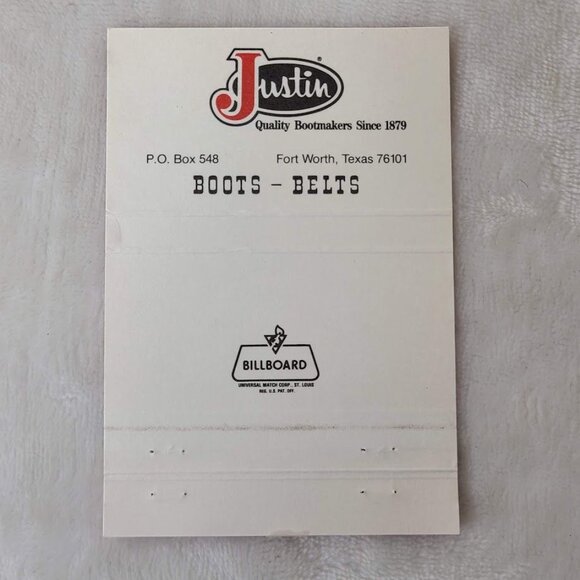 Justin®
Quality Bootmakers Since 1879
P.O. Box 548 Fort Worth, Texas 76101
BOOTS – BELTS
BILLBOARD
UNIVERSAL MATCH CORP., ST. LOUIS
REG. U.S. PAT. OFF.